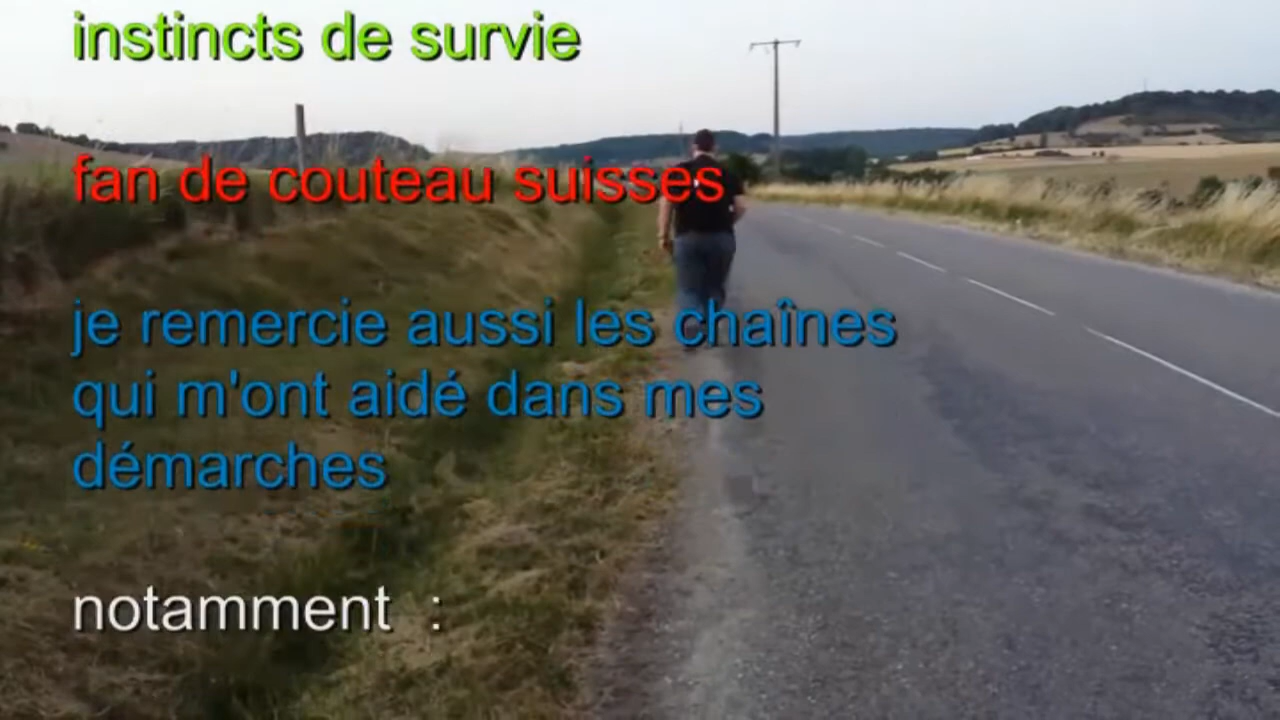 instincts de survie
fan de couteau suisses
je remercie aussi les chaînes
qui m'ont aidé dans mes
démarches
notamment :